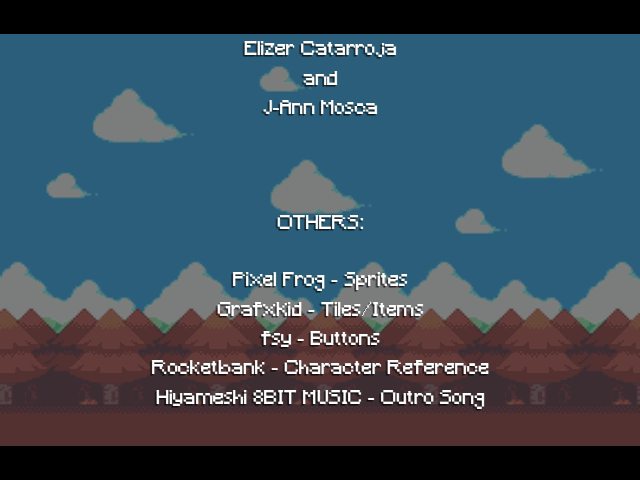 Elizer Catarroja
and
J-Ann Mosca
OTHERS:
Pixel Frog - Sprites
GrafxKid - Tiles/Items
fsy - Buttons
Rocketbank - Character Reference
Hiyameshi 8BIT MUSIC - Outro Song